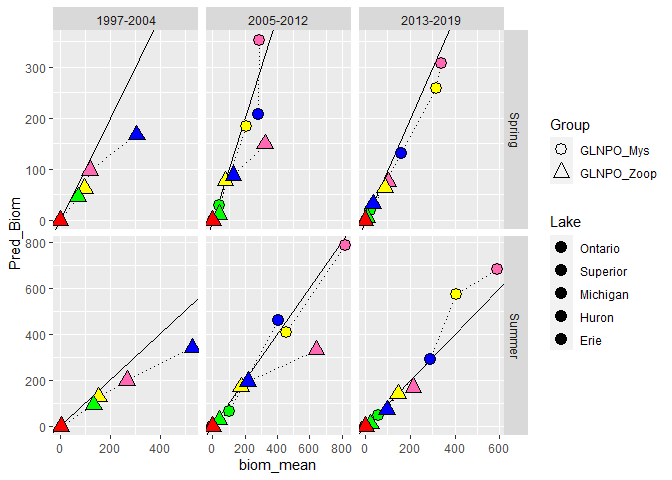 1997-2004 2005-2012 2013-2019
300
200
100
0
Spring
800
600
400
200
0
Summer
0 200 400 0 200 400 600 800 0 200 400 600
biom_mean
Pred_Biom
Group
GLNPO_Mys
GLNPO_Zoop
Lake
Ontario
Superior
Michigan
Huron
Erie